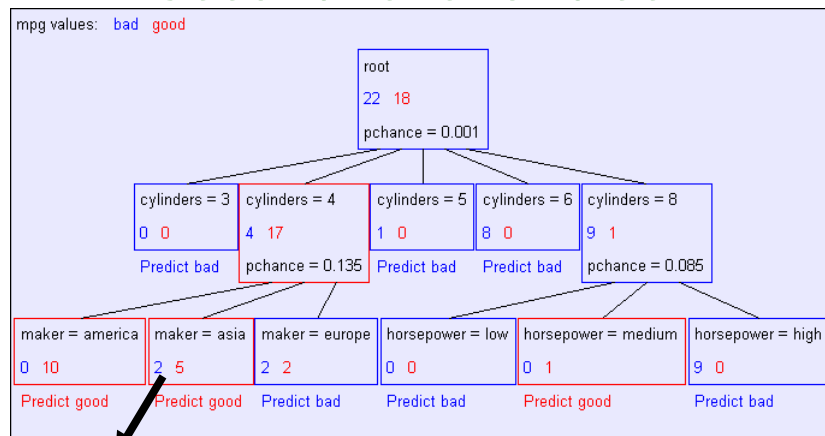 mpg values: bad good
root
22 18
pchance = 0.001
cylinders = 3 cylinders = 4 cylinders = 5 cylinders = 6 cylinders = 8
0 0 4 17 1 0 8 0 9 1
Predict bad pchance = 0.135 Predict bad Predict bad pchance = 0.085
maker = america maker = asia maker = europe horsepower = low horsepower = medium horsepower = high
0 10 2 5 2 2 0 0 0 1 9 0
Predict good Predict good Predict bad Predict bad Predict good Predict bad